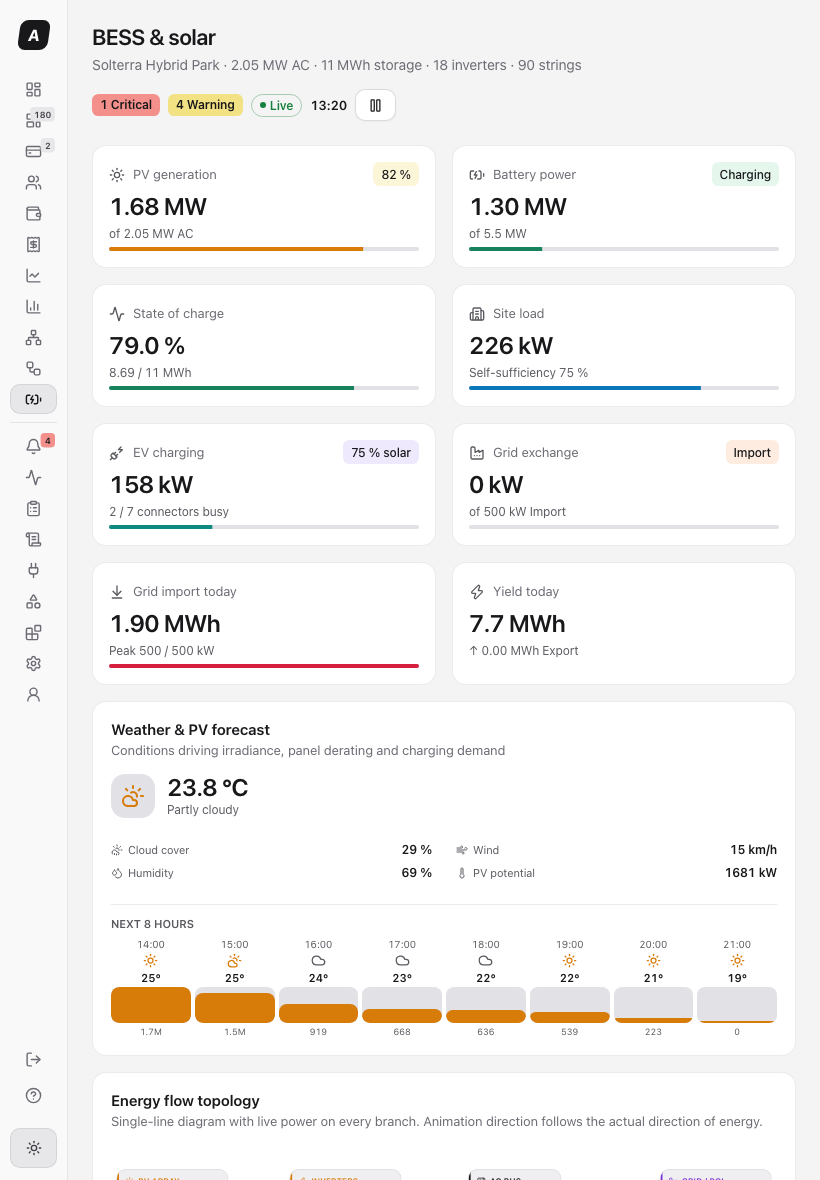 A
180
2
4
BESS & solar
Solterra Hybrid Park · 2.05 MW AC · 11 MWh storage · 18 inverters · 90 strings
1 Critical
4 Warning
Live
13:20
PV generation
82 %
1.68 MW
of 2.05 MW AC
Battery power
Charging
1.30 MW
of 5.5 MW
State of charge
79.0 %
8.69 / 11 MWh
Site load
226 kW
Self-sufficiency 75 %
EV charging
75 % solar
158 kW
2 / 7 connectors busy
Grid exchange
Import
0 kW
of 500 kW Import
Grid import today
1.90 MWh
Peak 500 / 500 kW
Yield today
7.7 MWh
↑ 0.00 MWh Export
Weather & PV forecast
Conditions driving irradiance, panel derating and charging demand
23.8 °C
Partly cloudy
Cloud cover 29 %
Wind 15 km/h
Humidity 69 %
PV potential 1681 kW
NEXT 8 HOURS
14:00 15:00 16:00 17:00 18:00 19:00 20:00 21:00
25° 25° 24° 23° 22° 22° 21° 19°
1.7M 1.5M 919 668 636 539 223 0
Energy flow topology
Single-line diagram with live power on every branch. Animation direction follows the actual direction of energy.